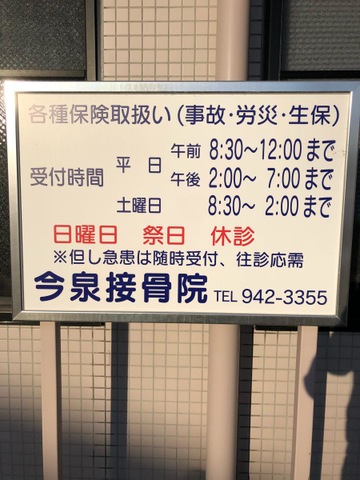 各種保険取扱い(事故・労災・生保)
受付時間 平日 午前 8:30～12:00まで
午後 2:00～ 7:00まで
土曜日 8:30～ 2:00まで
日曜日 祭日 休診
※但し急患は随時受付、往診応需
今泉接骨院 TEL 942-3355